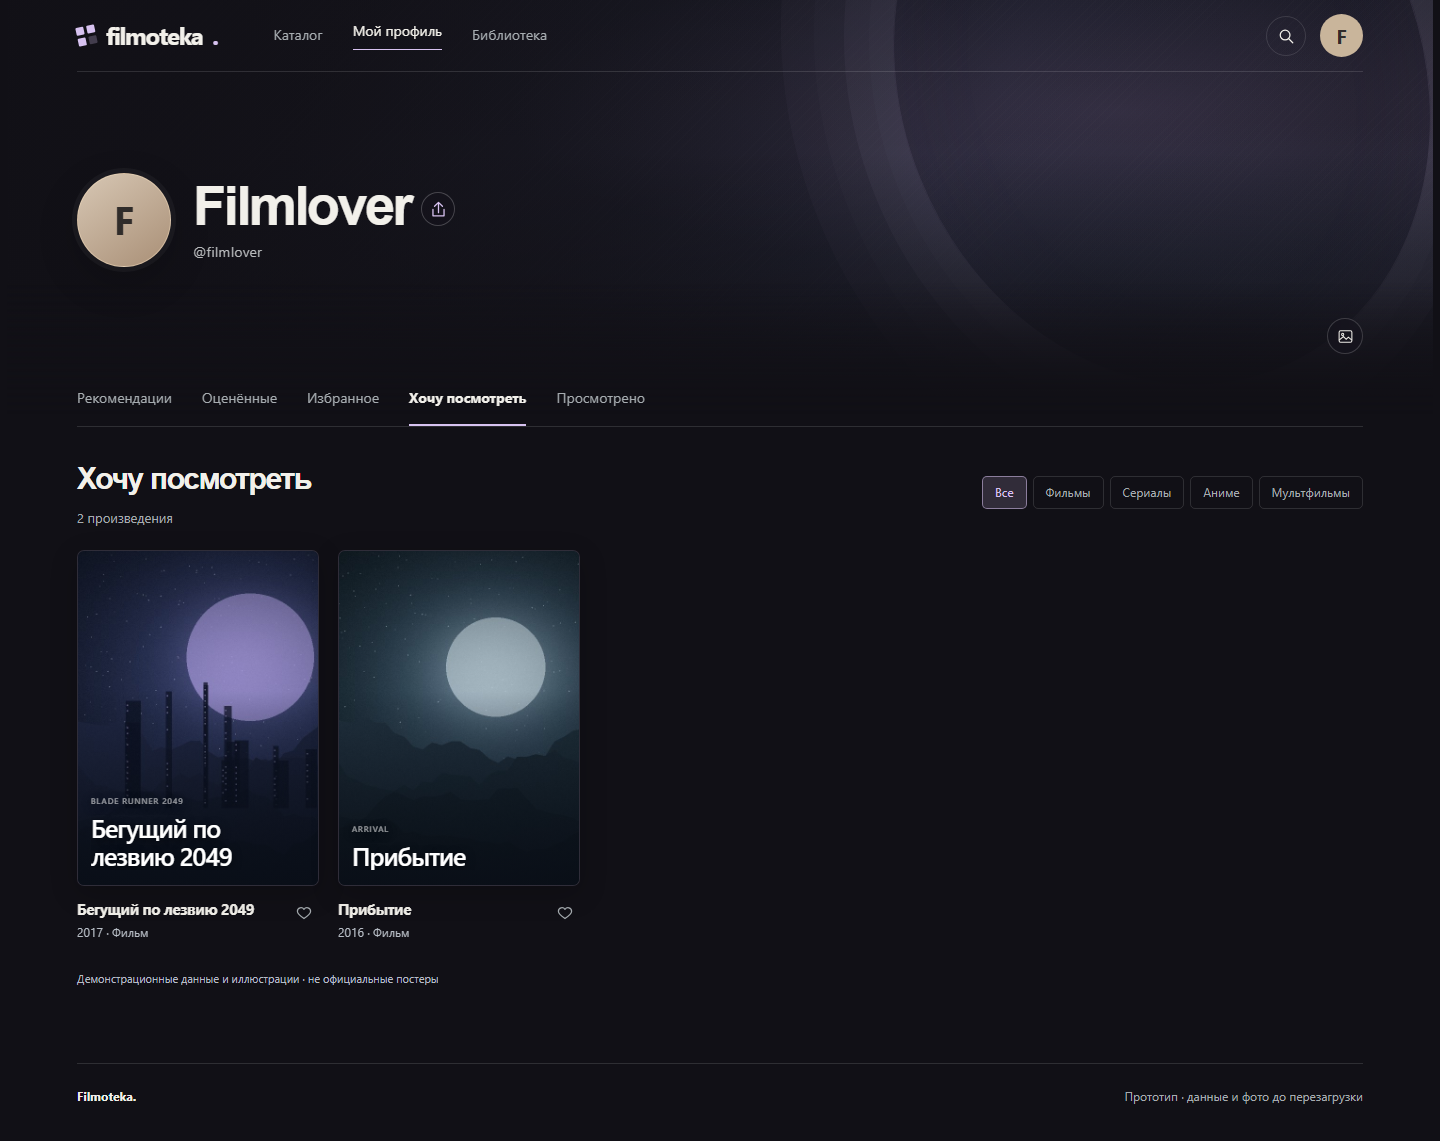 filmoteka .
Каталог
Мой профиль
Библиотека
F
F
Filmlover
@filmlover
Рекомендации
Оценённые
Избранное
Хочу посмотреть
Просмотрено
Хочу посмотреть
2 произведения
Все
Фильмы
Сериалы
Аниме
Мультфильмы
BLADE RUNNER 2049
Бегущий по
лезвию 2049
ARRIVAL
Прибытие
Бегущий по лезвию 2049
2017 · Фильм
Прибытие
2016 · Фильм
Демонстрационные данные и иллюстрации · не официальные постеры
Filmoteka.
Прототип · данные и фото до перезагрузки